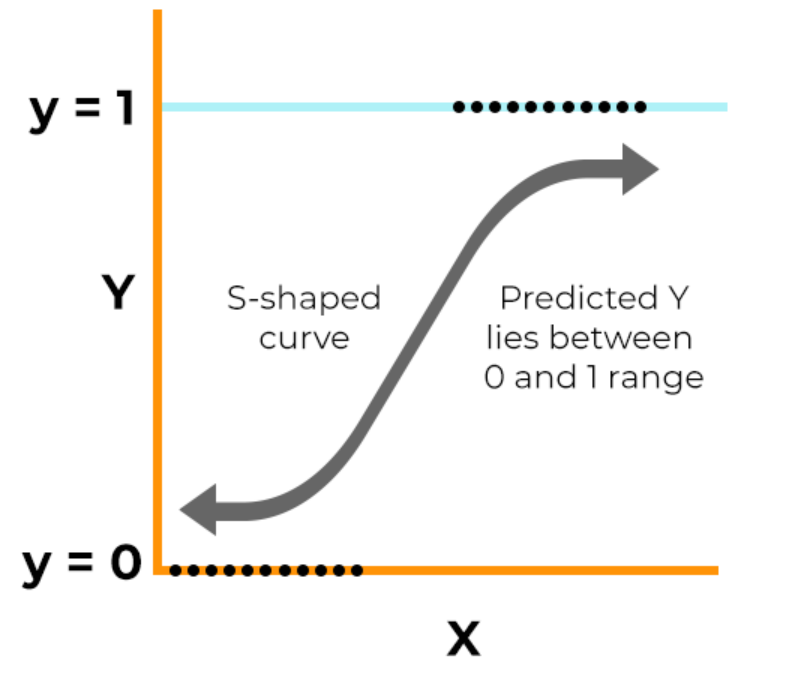 y = 1
Y
S-shaped
curve
Predicted Y
lies between
0 and 1 range
y = 0
X